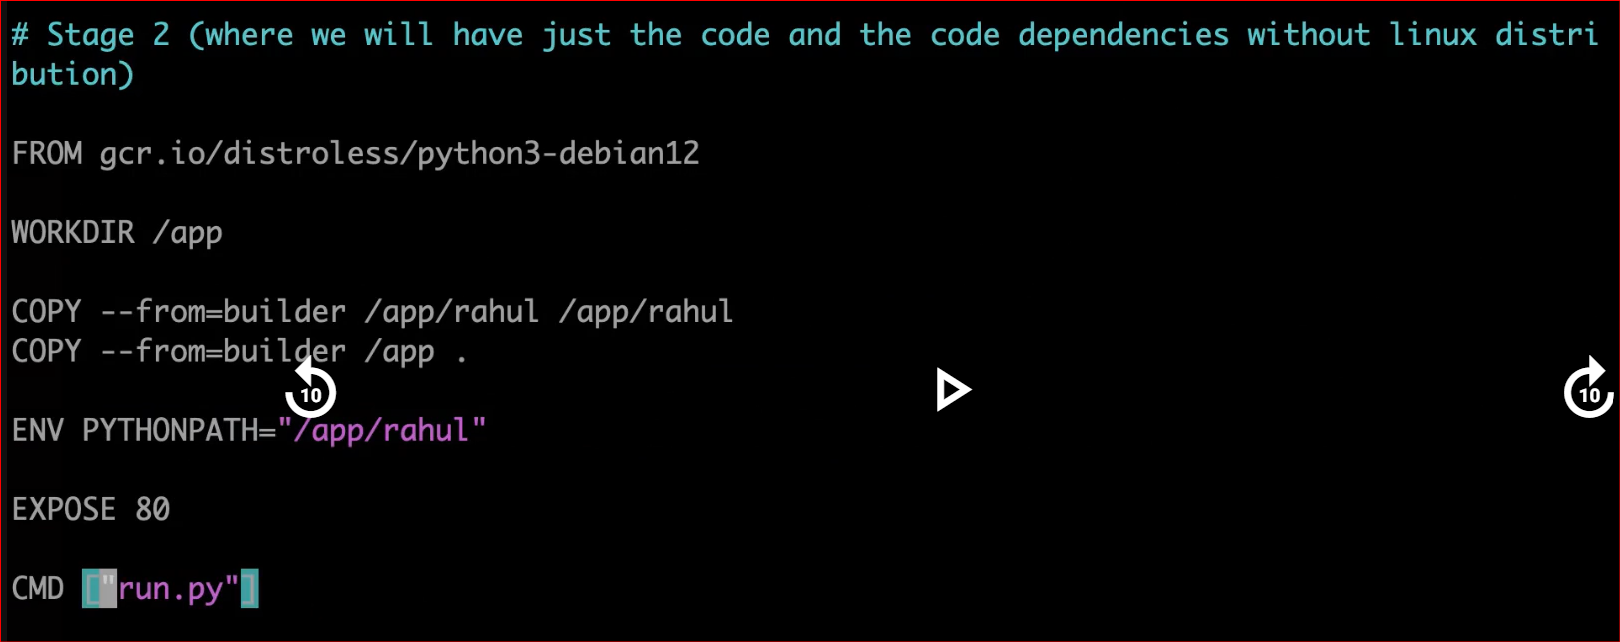 # Stage 2 (where we will have just the code and the code dependencies without linux distri
bution)
FROM gcr.io/distroless/python3-debian12
WORKDIR /app
COPY --from=builder /app/rahul /app/rahul
COPY --from=builder /app .
10
10
ENV PYTHONPATH="/app/rahul"
EXPOSE 80
CMD ["run.py"]